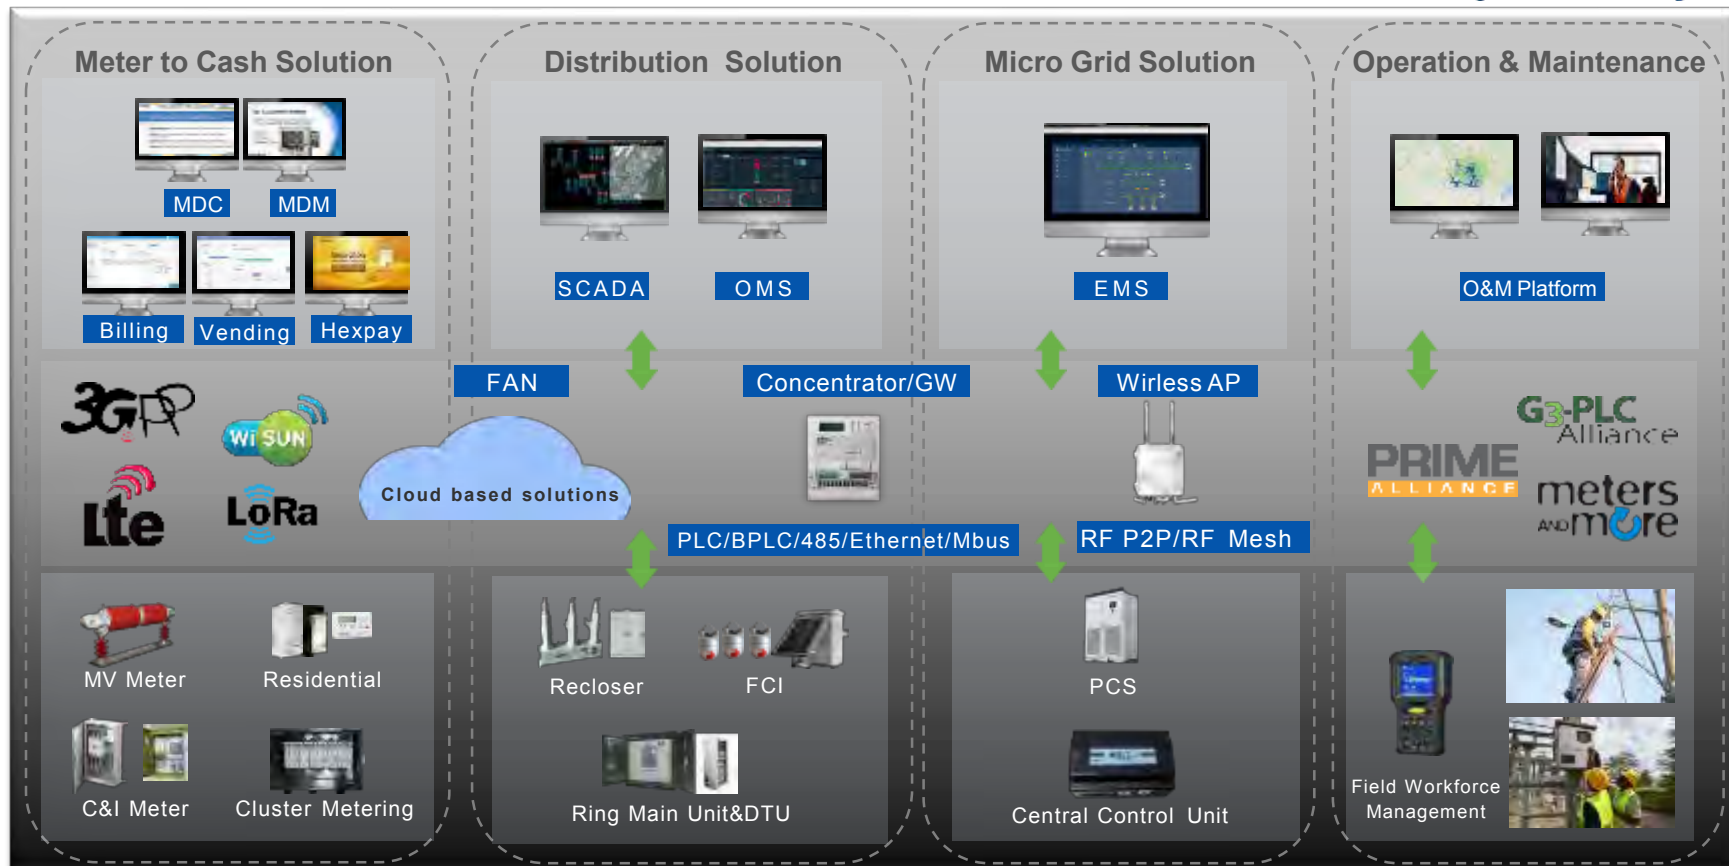 Meter to Cash Solution
Distribution Solution
Micro Grid Solution
Operation & Maintenance
MDC
MDM
Billing
Vending
Hexpay
SCADA
OMS
EMS
O&M Platform
FAN
Concentrator/GW
Wirless AP
3GPP
Wi SUN
Lte
LoRa
Cloud based solutions
PRIME
ALLIANCE
G3-PLC
Alliance
meters
AND more
PLC/BPLC/485/Ethernet/Mbus
RF P2P/RF Mesh
MV Meter
Residential
C&I Meter
Cluster Metering
Recloser
FCI
Ring Main Unit&DTU
PCS
Central Control Unit
Field Workforce
Management